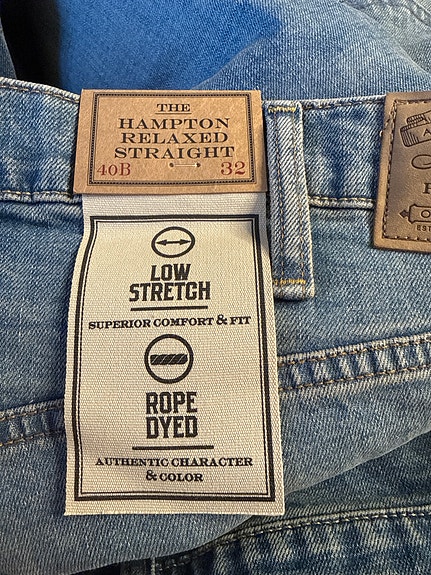 THE
HAMPTON
RELAXED
STRAIGHT
40B 32
LOW
STRETCH
SUPERIOR COMFORT & FIT
ROPE
DYED
AUTHENTIC CHARACTER
& COLOR